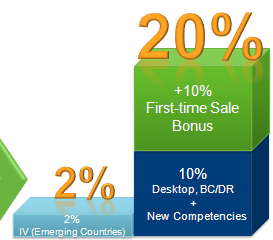 20%
+10%
First-time Sale
Bonus
2%
10%
Desktop, BC/DR
+
New Competencies
2%
IV (Emerging Countries)